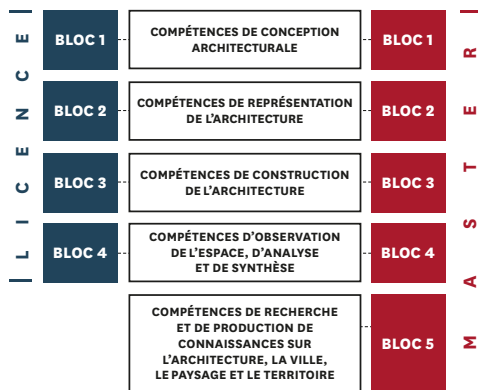 LICENCE
BLOC 1
COMPÉTENCES DE CONCEPTION
ARCHITECTURALE
BLOC 1
BLOC 2
COMPÉTENCES DE REPRÉSENTATION
DE L'ARCHITECTURE
BLOC 2
BLOC 3
COMPÉTENCES DE CONSTRUCTION
DE L'ARCHITECTURE
BLOC 3
BLOC 4
COMPÉTENCES D'OBSERVATION
DE L'ESPACE, D'ANALYSE
ET DE SYNTHÈSE
BLOC 4
COMPÉTENCES DE RECHERCHE
ET DE PRODUCTION DE
CONNAISSANCES SUR
L'ARCHITECTURE, LA VILLE,
LE PAYSAGE ET LE TERRITOIRE
BLOC 5
MASTER